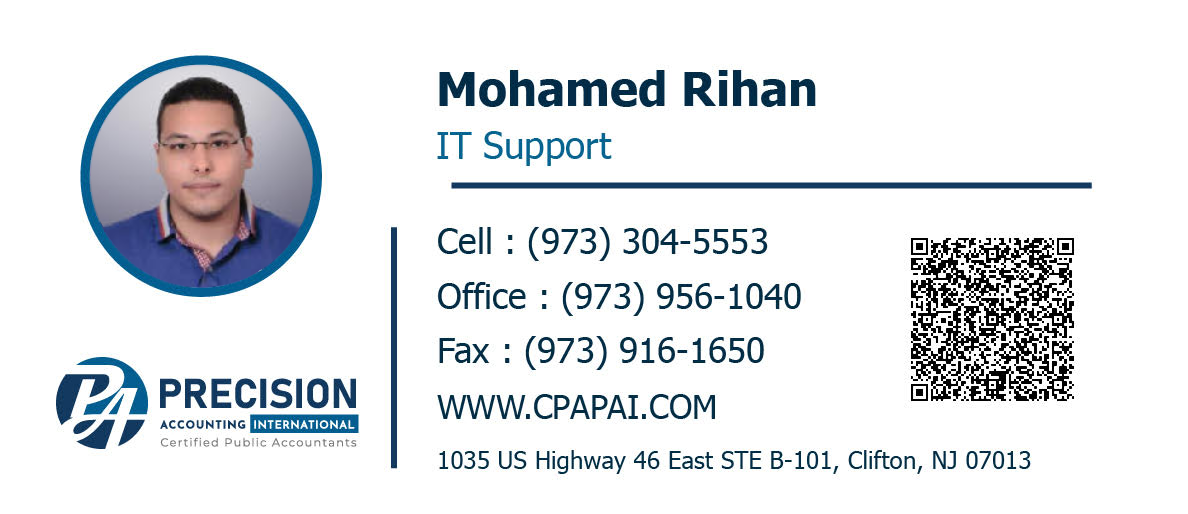 Mohamed Rihan
IT Support
Cell : (973) 304-5553
Office : (973) 956-1040
Fax : (973) 916-1650
WWW.CPAPAI.COM
1035 US Highway 46 East STE B-101, Clifton, NJ 07013
PA
PRECISION
ACCOUNTING INTERNATIONAL
Certified Public Accountants